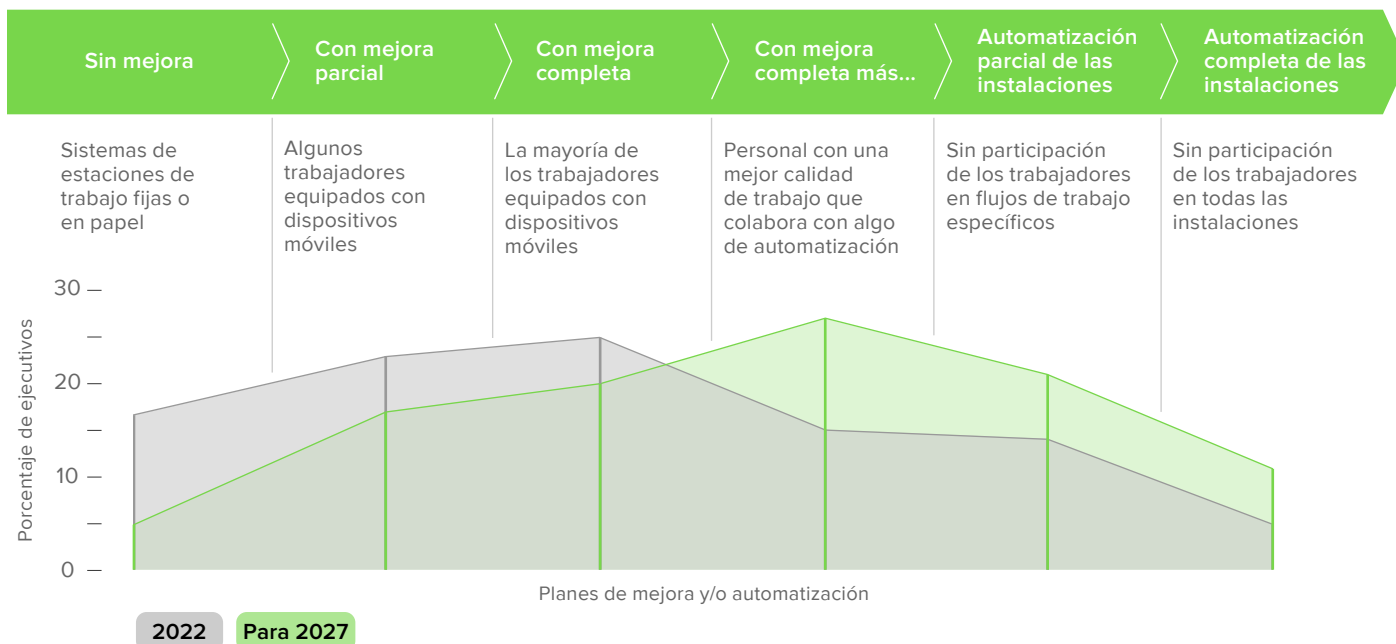 Sin mejora
Con mejora
parcial
Con mejora
completa
Con mejora
completa más...
Automatización
parcial de las
instalaciones
Automatización
completa de las
instalaciones
Sistemas de
estaciones de
trabajo fijas o
en papel
Algunos
trabajadores
equipados con
dispositivos
móviles
La mayoría de
los trabajadores
equipados con
dispositivos
móviles
Personal con una
mejor calidad
de trabajo que
colabora con algo
de automatización
Sin participación
de los trabajadores
en flujos de trabajo
específicos
Sin participación
de los trabajadores
en todas las
instalaciones
Porcentaje de ejecutivos
30
20
10
0
Planes de mejora y/o automatización
2022
Para 2027